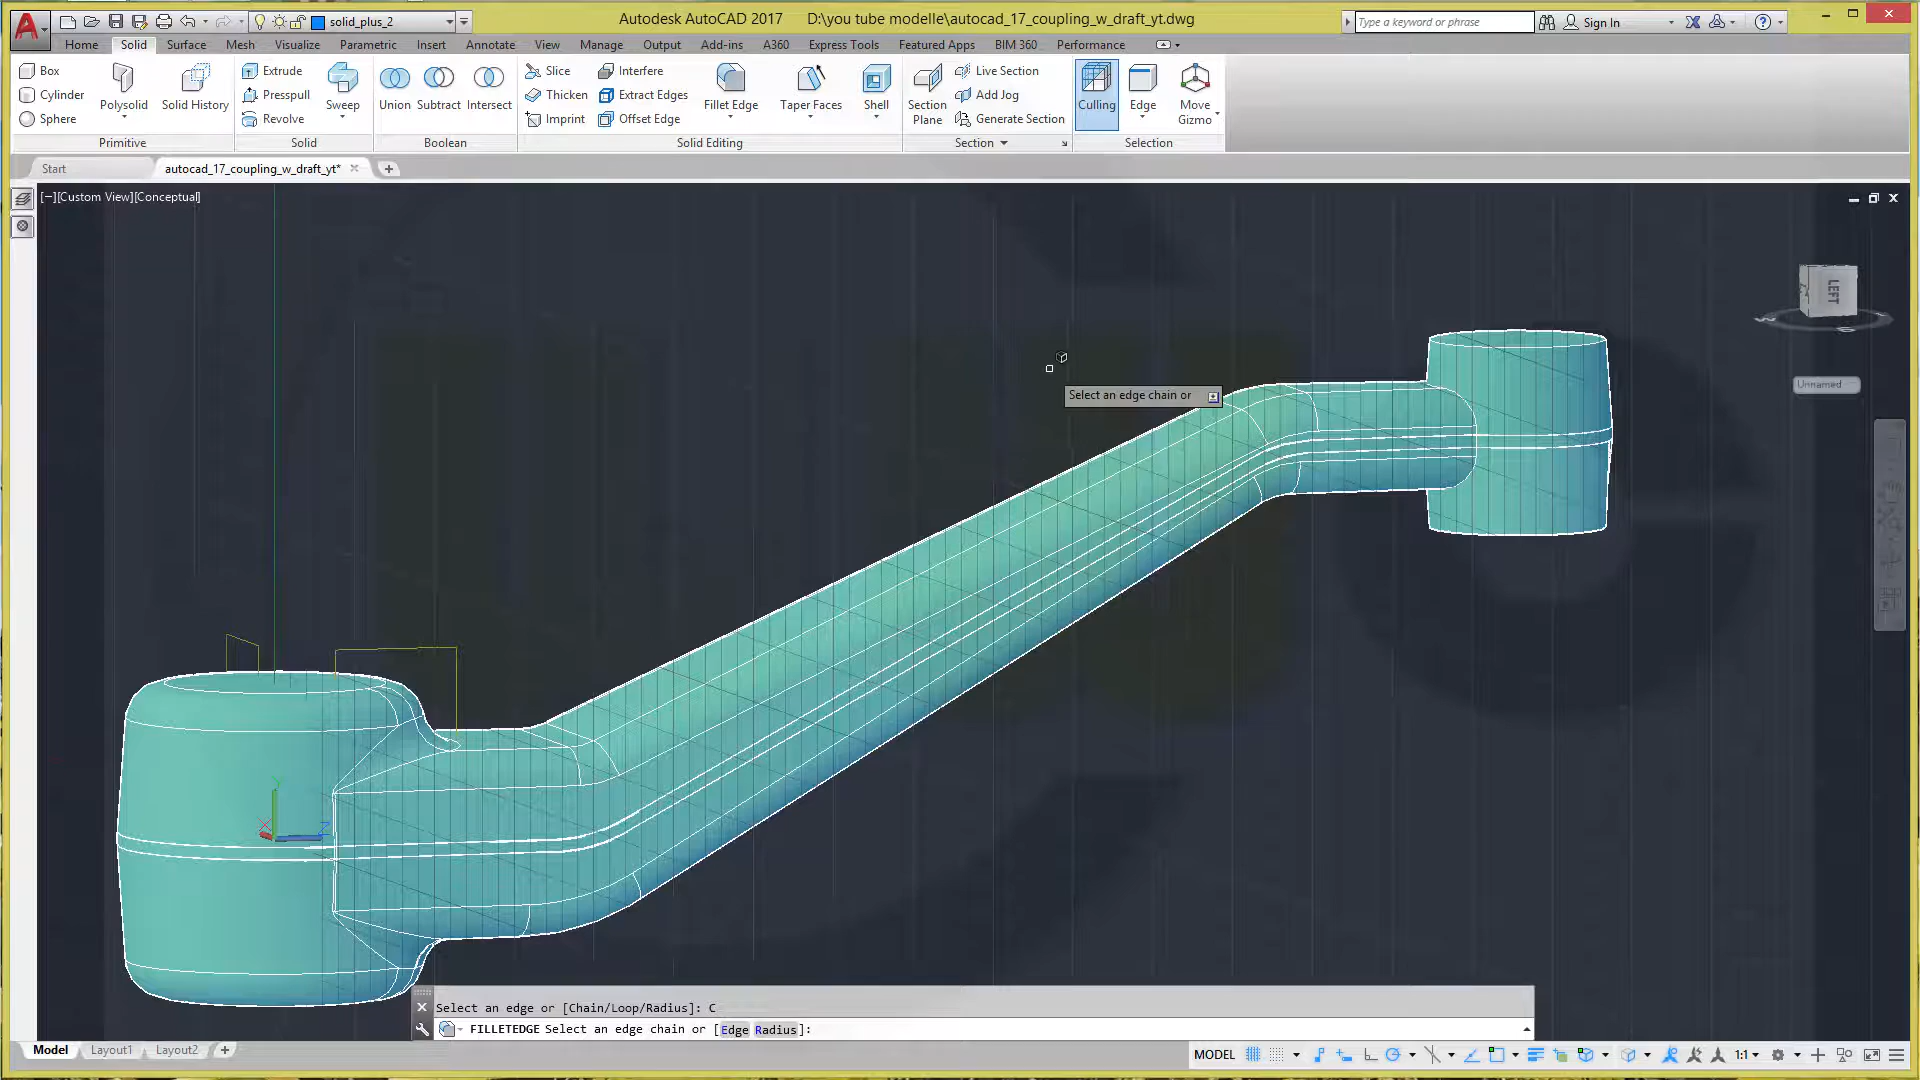 solid_plus_2
Autodesk AutoCAD 2017 D:\you tube modelle\autocad_17_coupling_w_draft_yt.dwg
Type a keyword or phrase
Sign In
Home Solid Surface Mesh Visualize Parametric Insert Annotate View Manage Output Add-ins A360 Express Tools Featured Apps BIM 360 Performance
Box
Cylinder
Sphere
Polysolid
Solid History
Primitive
Extrude
Presspull
Revolve
Sweep
Solid
Union
Subtract
Intersect
Boolean
Slice
Thicken
Imprint
Interfere
Extract Edges
Offset Edge
Fillet Edge
Taper Faces
Shell
Solid Editing
Section
Plane
Live Section
Add Jog
Generate Section
Section
Culling
Edge
Move
Gizmo
Selection
Start
autocad_17_coupling_w_draft_yt*
[−][Custom View][Conceptual]
LEFT
W
Unnamed
Select an edge chain or
X
Y
Z
Select an edge or [Chain/Loop/Radius]: C
FILLETEDGE Select an edge chain or [Edge Radius]:
Model Layout1 Layout2
MODEL
1:1